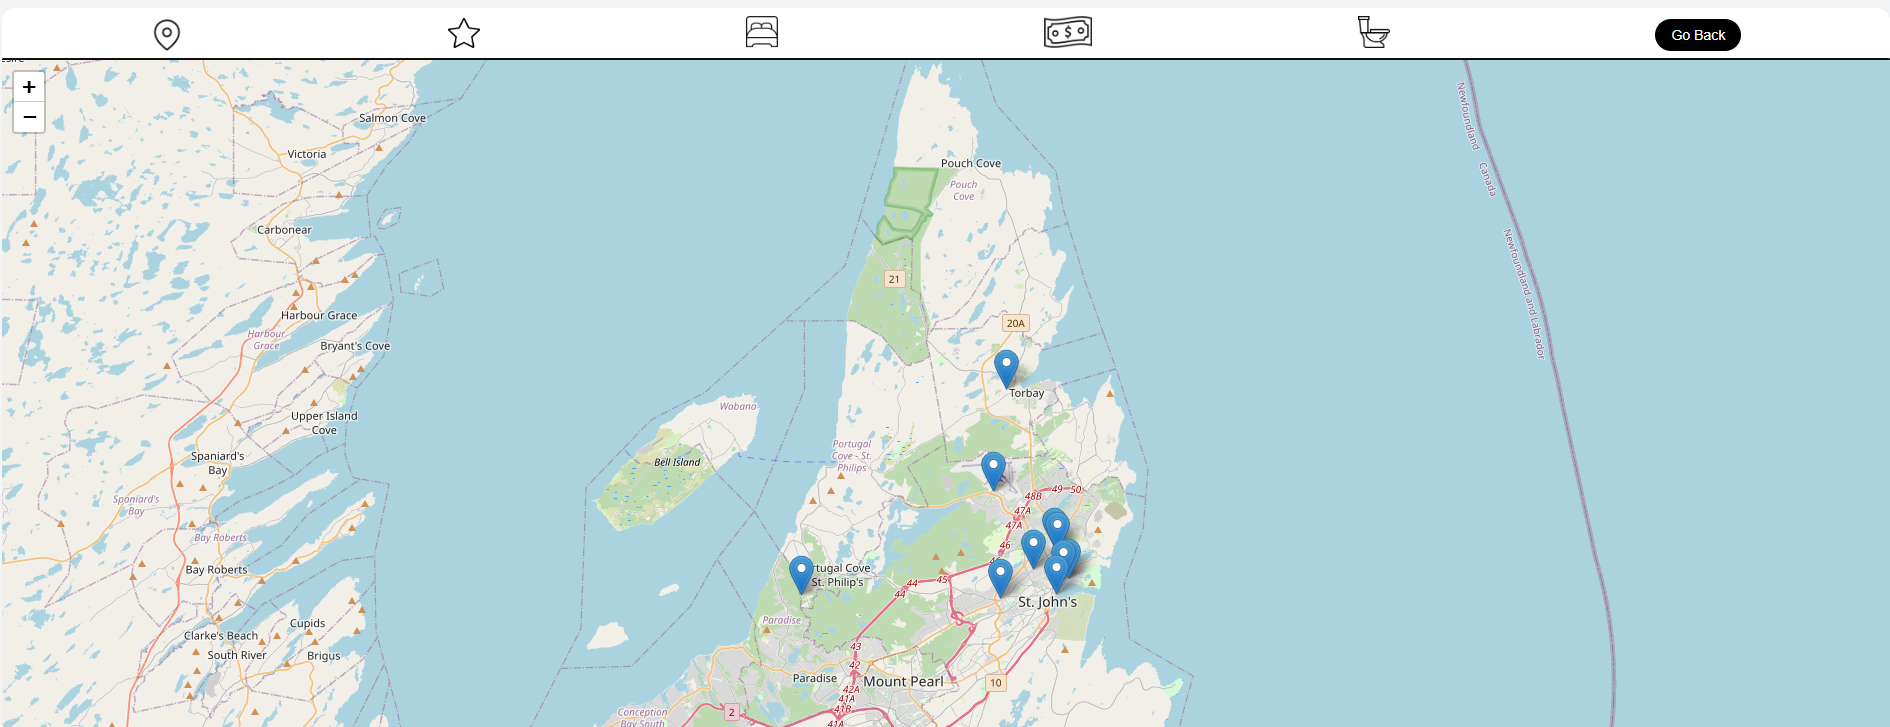 Go Back
+
−
Salmon Cove
Victoria
Pouch Cove
Pouch
Cove
Newfoundland
Canada
Carbonear
Newfoundland and Labrador
21
Harbour Grace
20A
Harbour
Grace
Bryant's Cove
Torbay
Wabana
Upper Island
Cove
Portugal
Cove - St.
Philips
Spaniard's
Bay
Bell Island
49
50
48B
Spaniard's
Bay
47A
47A
Bay Roberts
46
Bay Roberts
rtugal Cove
St. Philip's
44
45
44
St. John's
Paradise
Cupids
Clarke's Beach
South River
Brigus
43
42
Paradise
Mount Pearl
10
42A
41A
41B
41A
2
Conception
Bay South